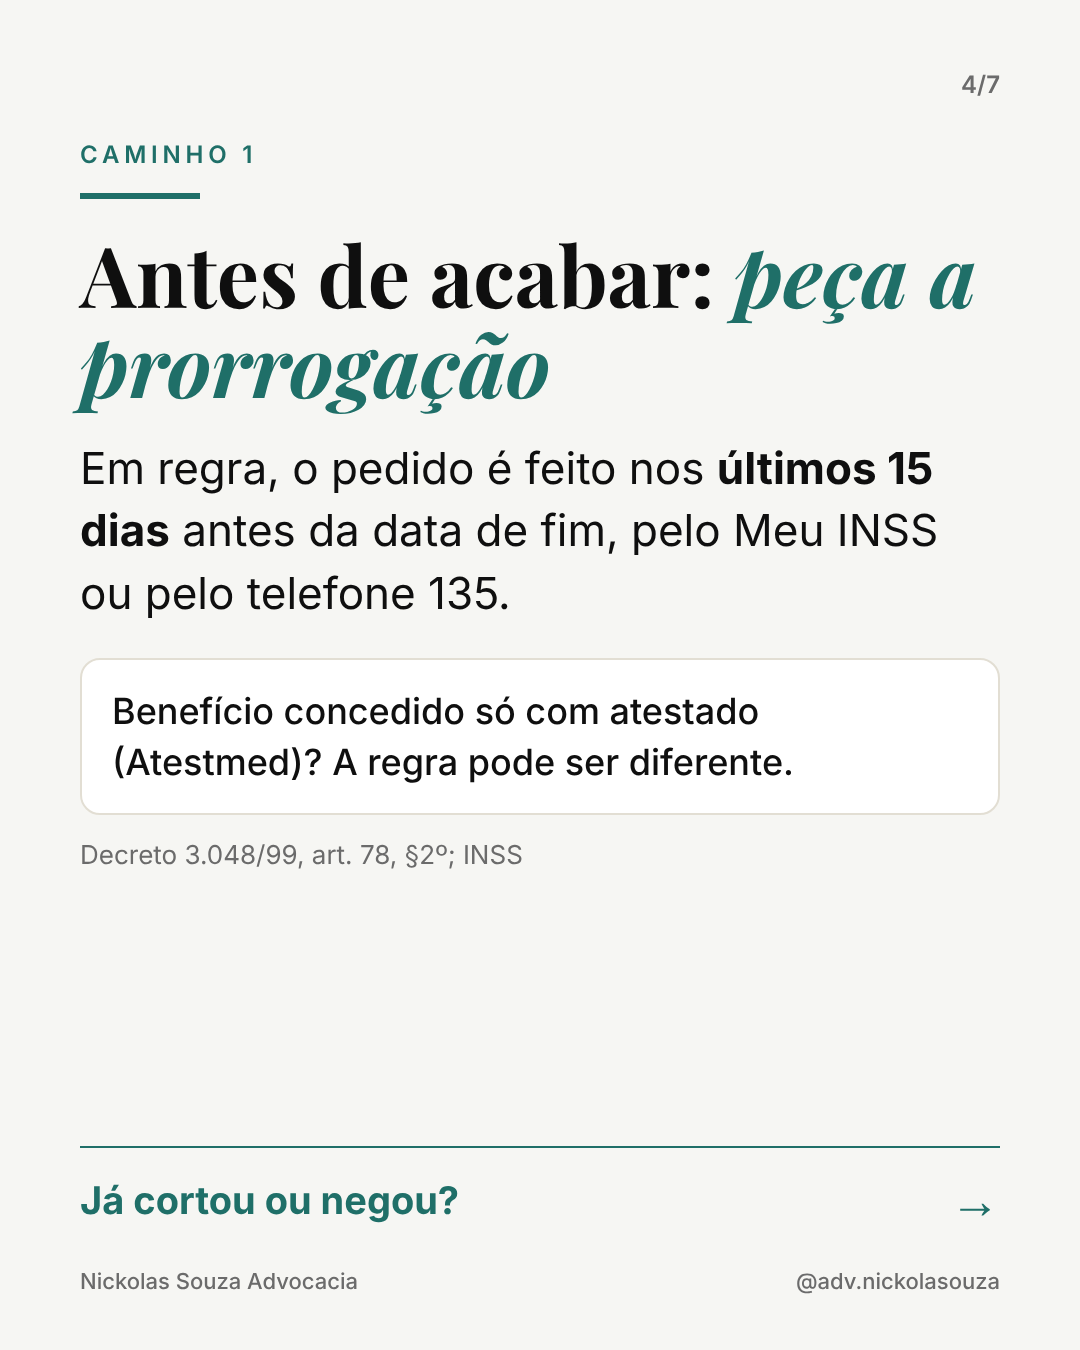 4/7
CAMINHO 1
Antes de acabar: peça a
prorrogação
Em regra, o pedido é feito nos últimos 15
dias antes da data de fim, pelo Meu INSS
ou pelo telefone 135.
Benefício concedido só com atestado
(Atestmed)? A regra pode ser diferente.
Decreto 3.048/99, art. 78, §2º; INSS
Já cortou ou negou? →
Nickolas Souza Advocacia
@adv.nickolasouza